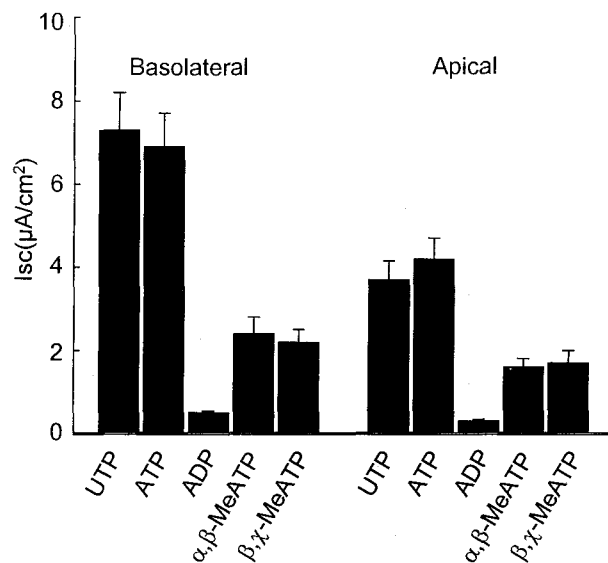 10
8
6
4
2
0
Isc(µA/cm²)
Basolateral
Apical
UTP
ATP
ADP
α,β-MeATP
β,χ-MeATP
UTP
ATP
ADP
α,β-MeATP
β,χ-MeATP